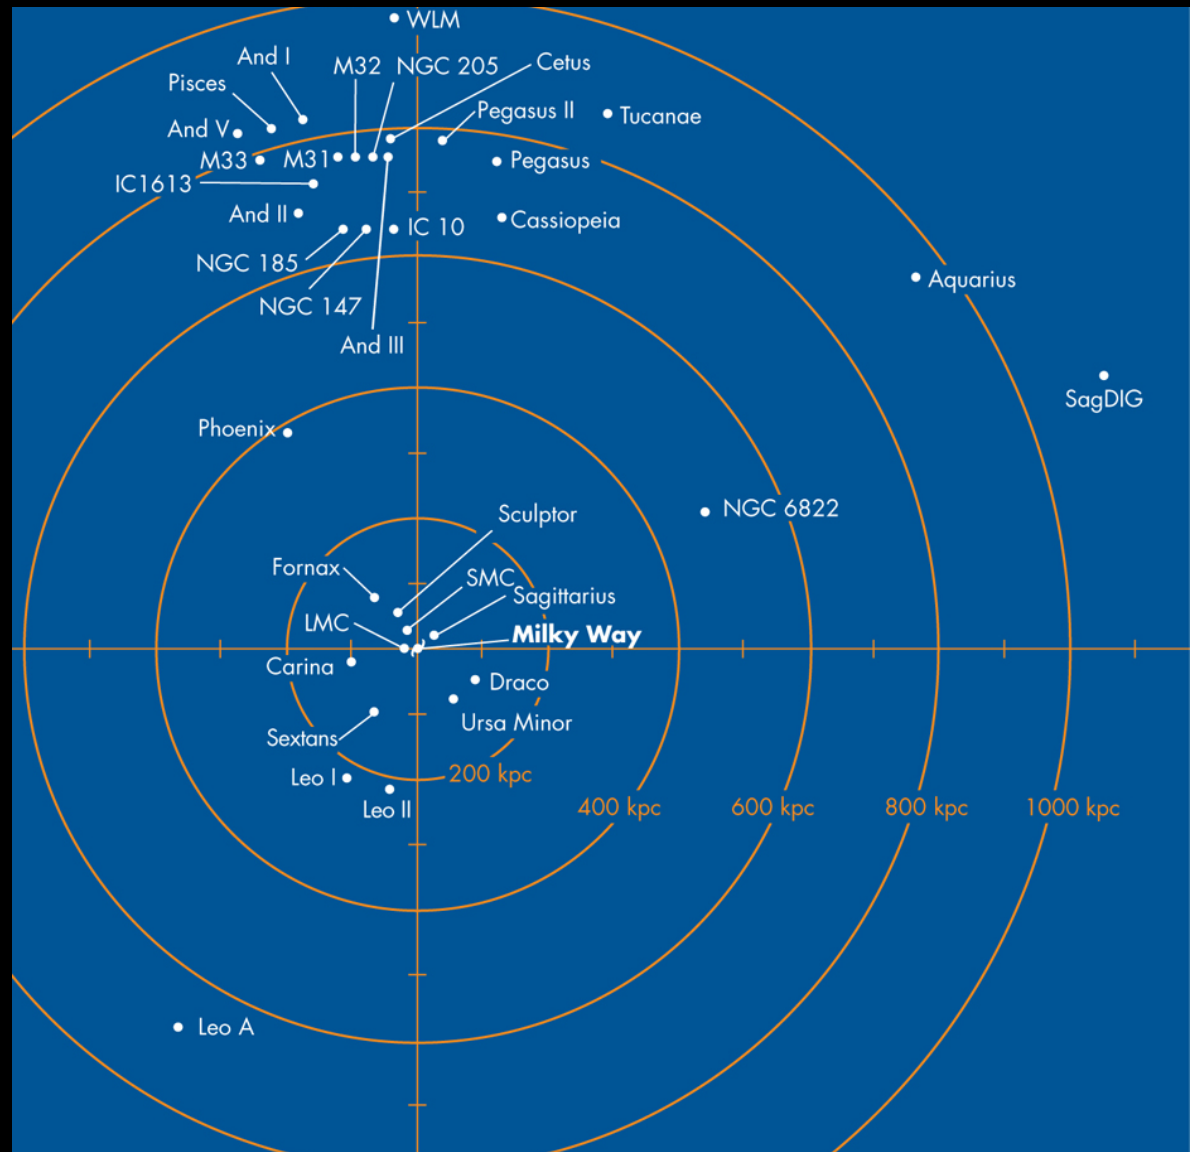 WLM
And I
M32
NGC 205
Cetus
Pisces
Pegasus II
Tucanae
And V
M33
M31
Pegasus
IC1613
And II
IC 10
Cassiopeia
NGC 185
NGC 147
And III
Aquarius
SagDIG
Phoenix
NGC 6822
Sculptor
Fornax
SMC
Sagittarius
LMC
Milky Way
Carina
Draco
Ursa Minor
Sextans
Leo I
200 kpc
Leo II
400 kpc
600 kpc
800 kpc
1000 kpc
Leo A